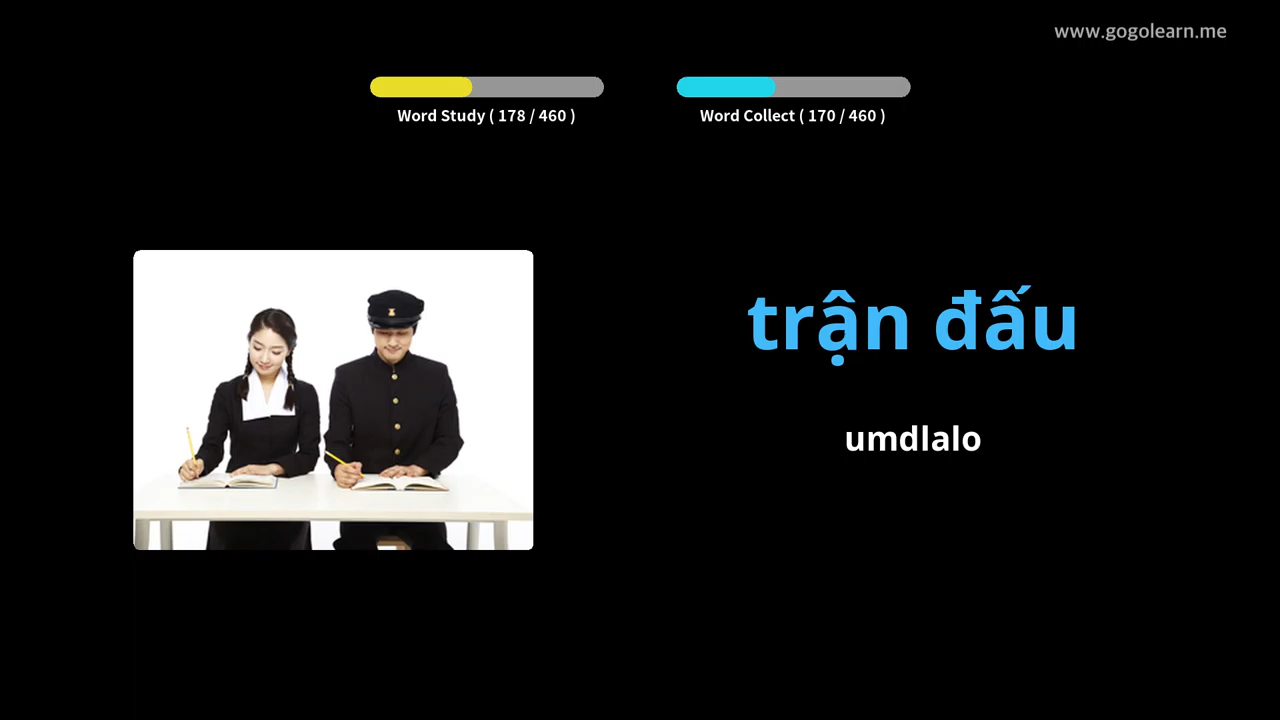 www.gogolearn.me
Word Study ( 178 / 460 )
Word Collect ( 170 / 460 )
trận đấu
umdlalo